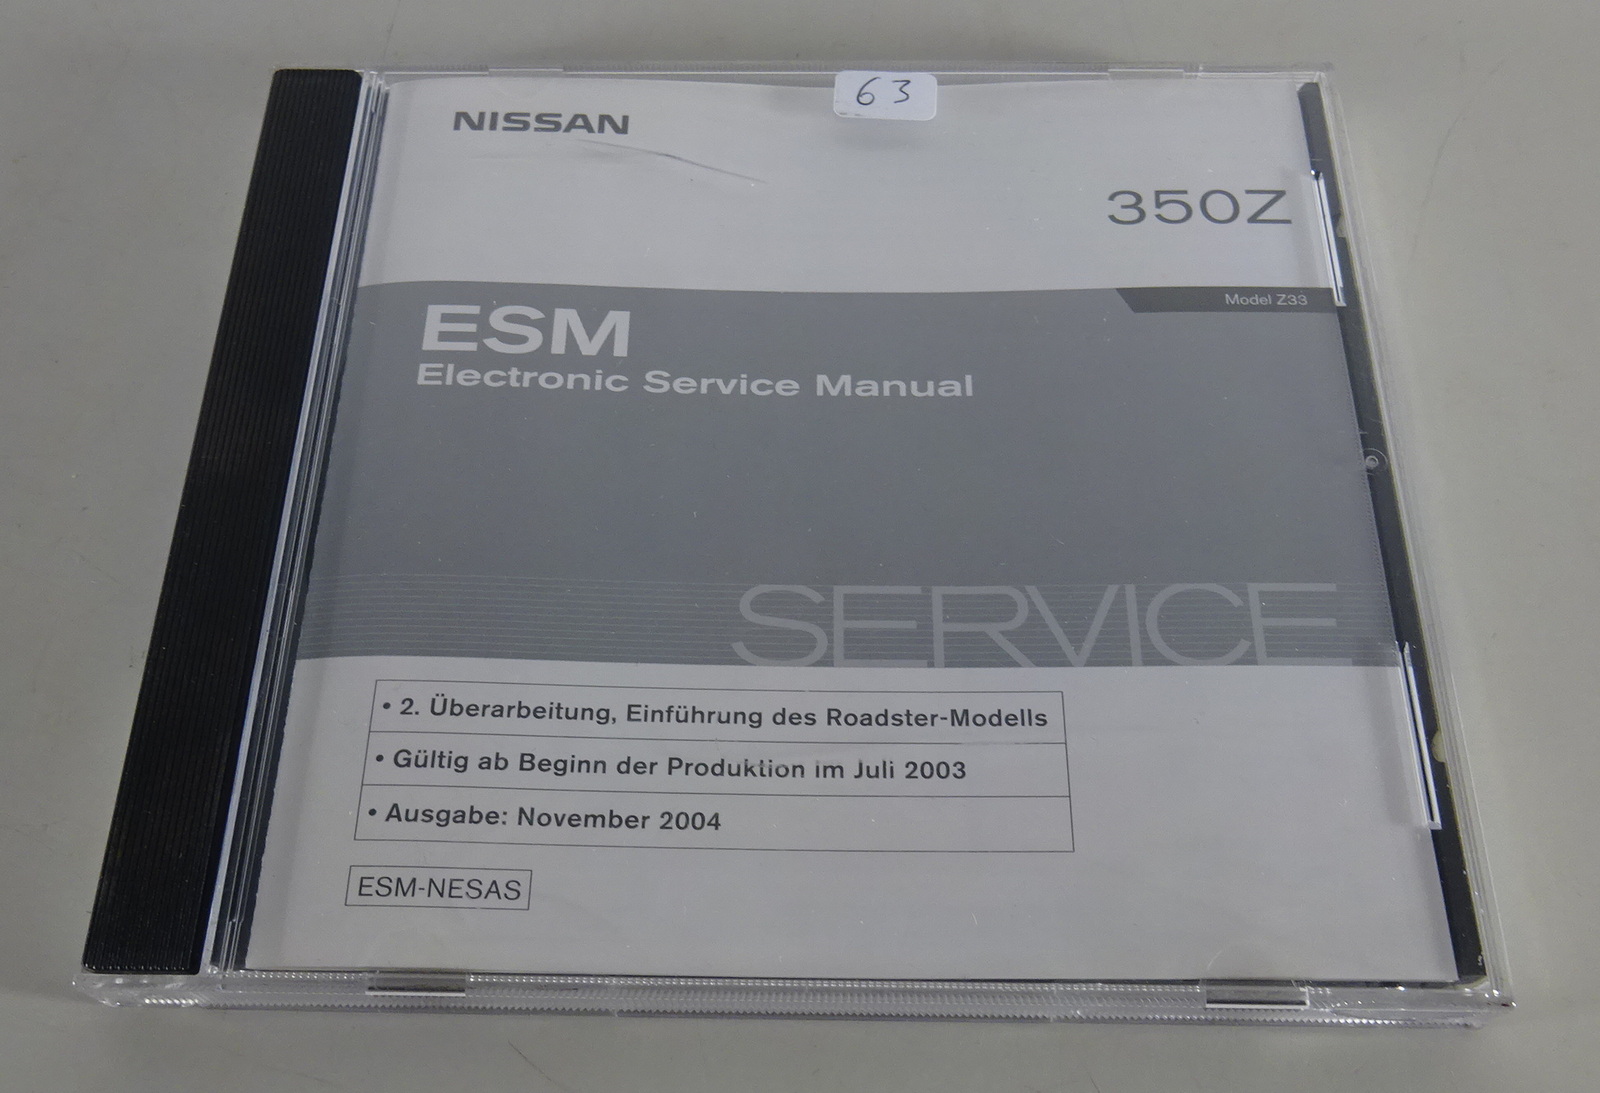 63
NISSAN
350Z
Model Z33
ESM
Electronic Service Manual
SERVICE
• 2. Überarbeitung, Einführung des Roadster-Modells
• Gültig ab Beginn der Produktion im Juli 2003
• Ausgabe: November 2004
ESM-NESAS